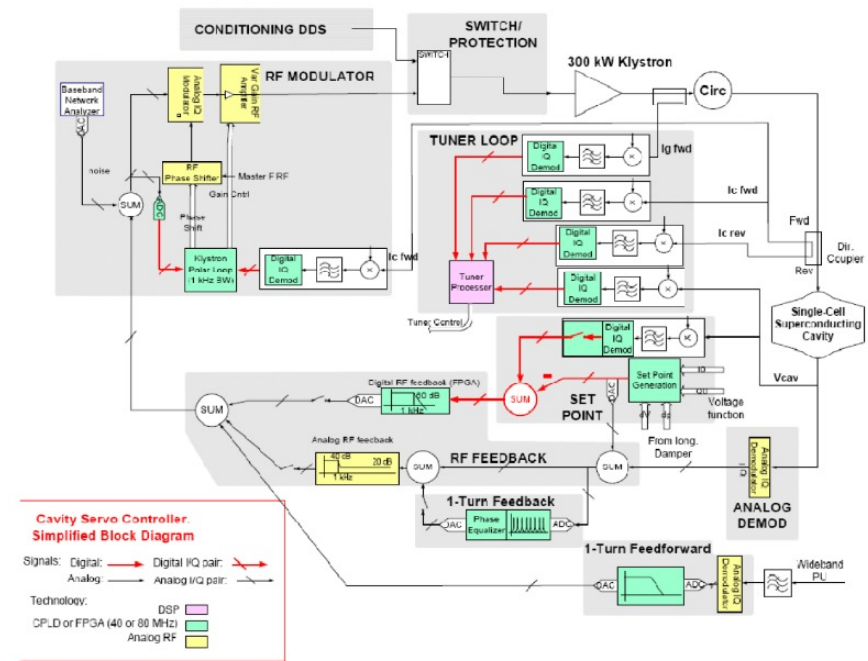 CONDITIONING DDS
SWITCH/
PROTECTION
SWITCH
300 kW Klystron
Circ
RF MODULATOR
Baseband
Network
Analyzer
DAC
noise
SUM
Analog IQ
Modulator
Var Gain RF
Amplifier
RF
Phase Shifter
Master F RF
Gain Cntrl
Phase
Shift
ADC
Klystron
Polar Loop
(1 kHz BW)
Digital
IQ
Demod
Ic fwd
TUNER LOOP
Digital
IQ
Demod
Ig fwd
Digital
IQ
Demod
Ic fwd
Digital
IQ
Demod
Ic rev
Digital
IQ
Demod
Tuner
Processor
Tuner Control
Fwd
Rev
Dir.
Coupler
Single-Cell
Superconducting
Cavity
Vcav
Digital
IQ
Demod
Set Point
Generation
Voltage
function
dV
dp
From long.
Damper
SET
POINT
SUM
DAC
Digital RF feedback (FPGA)
DAC
1 kHz
SUM
Analog RF feedback
40 dB
20 dB
1 kHz
SUM
RF FEEDBACK
SUM
Analog IQ
Demodulator
ANALOG
DEMOD
1-Turn Feedback
DAC
Phase
Equalizer
ADC
1-Turn Feedforward
DAC
ADC
Analog IQ
Demodulator
Wideband
PU
Cavity Servo Controller.
Simplified Block Diagram
Signals: Digital: Digital I/Q pair:
Analog: Analog I/Q pair:
Technology:
DSP
CPLD or FPGA (40 or 80 MHz)
Analog RF